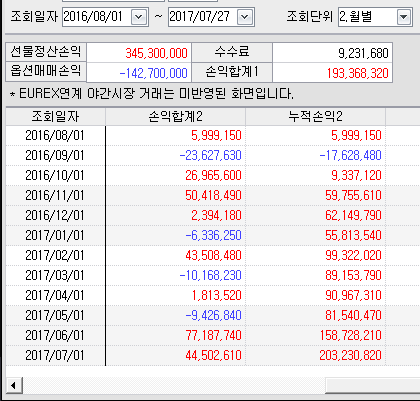 조회일자 2016/08/01 ~ 2017/07/27 조회단위 2.월별
선물정산손익 345,300,000 수수료 9,231,680
옵션매매손익 -142,700,000 손익합계1 193,368,320
* EUREX연계 야간시장 거래는 미반영된 화면입니다.
조회일자 손익합계2 누적손익2
2016/08/01 5,999,150 5,999,150
2016/09/01 -23,627,630 -17,628,480
2016/10/01 26,965,600 9,337,120
2016/11/01 50,418,490 59,755,610
2016/12/01 2,394,180 62,149,790
2017/01/01 -6,336,250 55,813,540
2017/02/01 43,508,480 99,322,020
2017/03/01 -10,168,230 89,153,790
2017/04/01 1,813,520 90,967,310
2017/05/01 -9,426,840 81,540,470
2017/06/01 77,187,740 158,728,210
2017/07/01 44,502,610 203,230,820